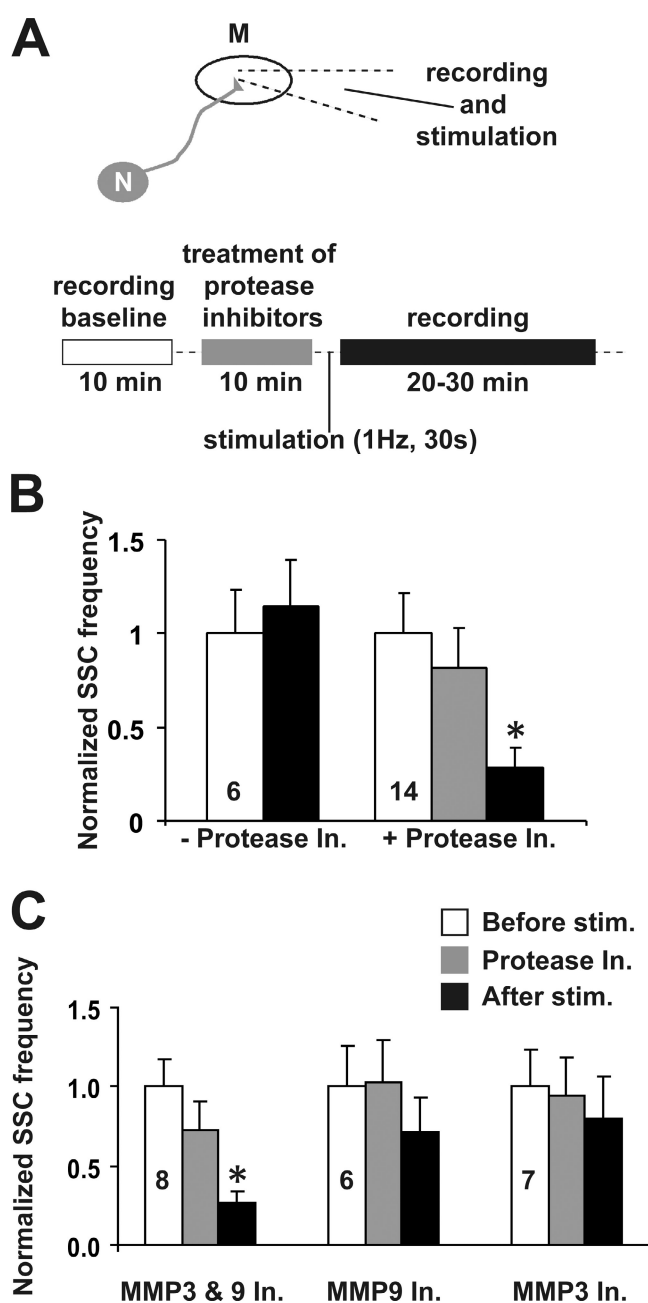 A
M
recording
and
stimulation
N
treatment of
recording protease
baseline inhibitors recording
10 min 10 min 20-30 min
stimulation (1Hz, 30s)
B
Normalized SSC frequency
1.5
1
0.5
0
6
14
*
- Protease In. + Protease In.
C
Before stim.
Protease In.
After stim.
Normalized SSC frequency
1.5
1.0
0.5
0.0
8
*
6
7
MMP3 & 9 In. MMP9 In. MMP3 In.